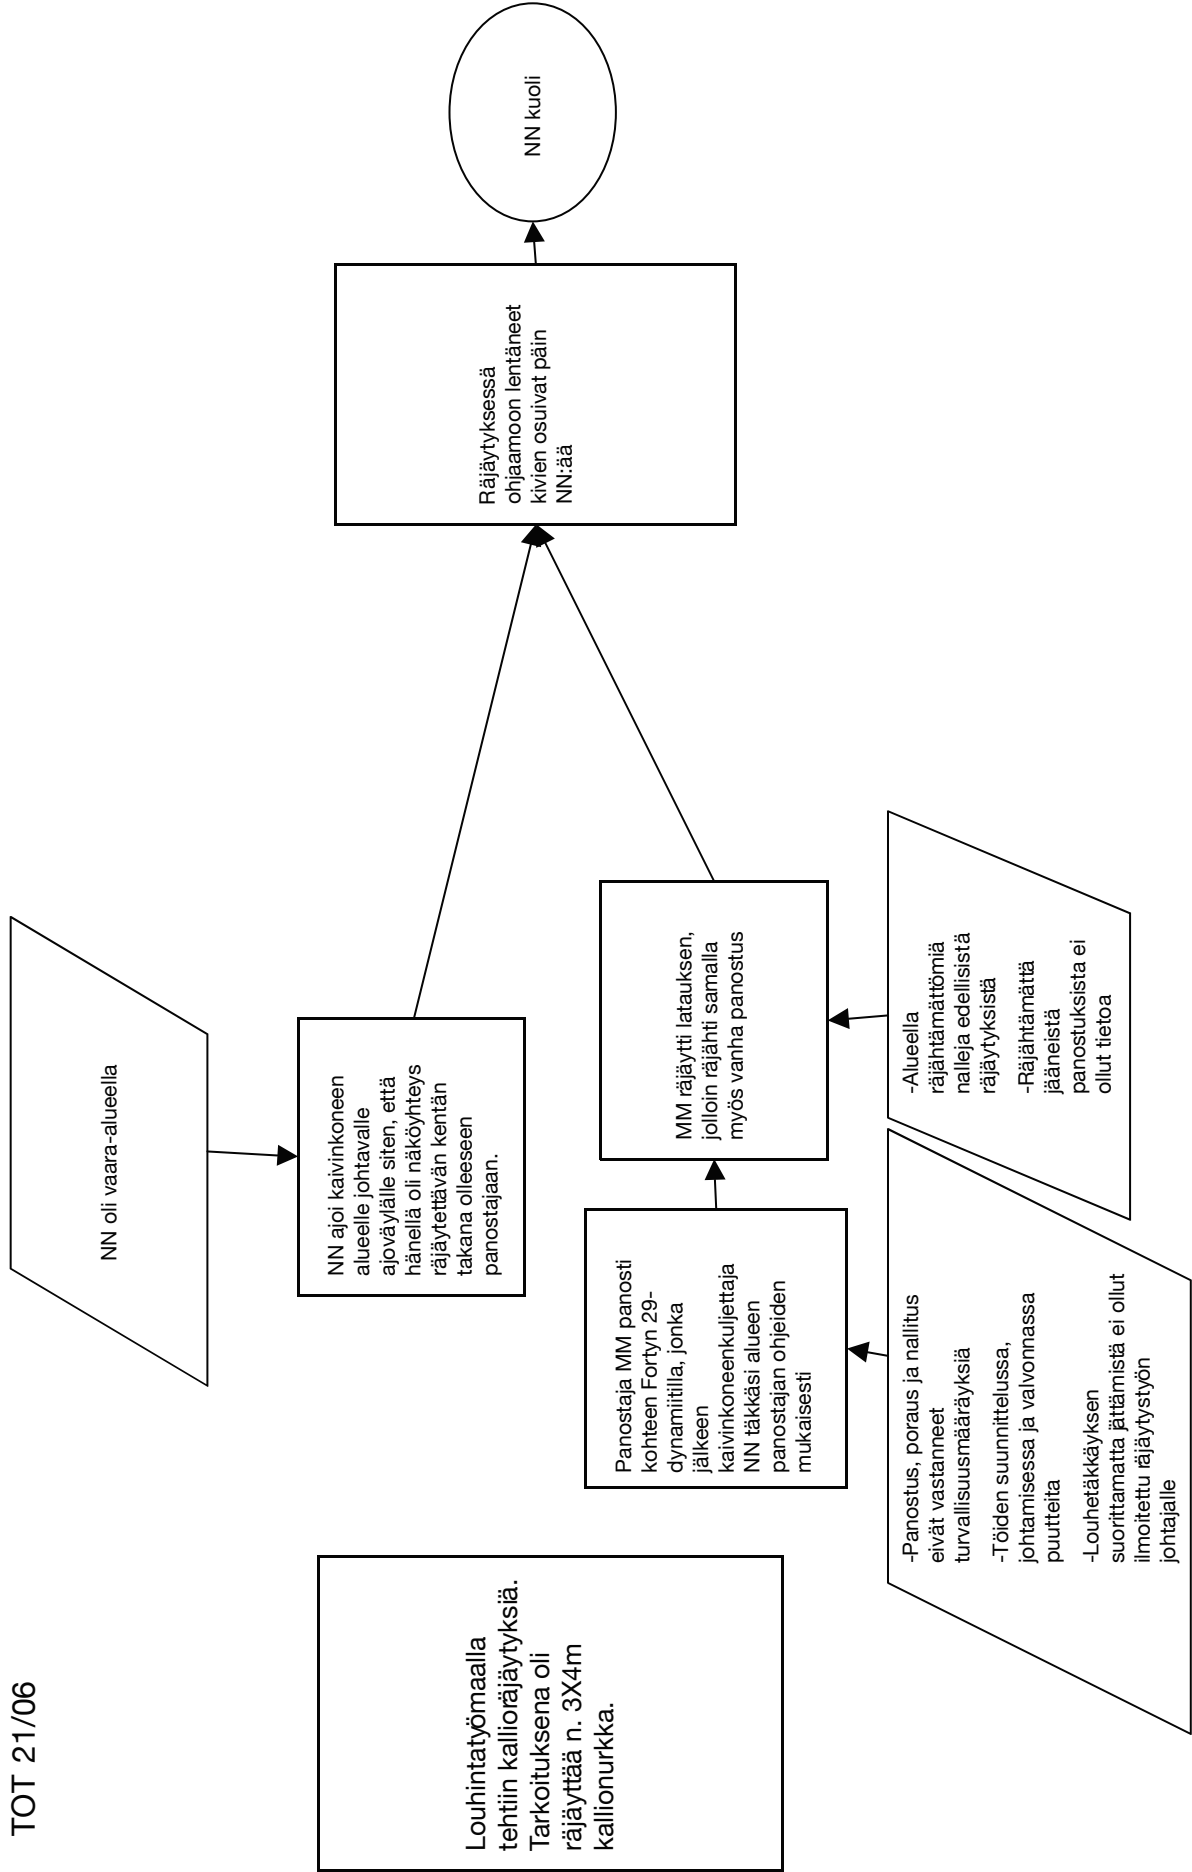 TOT 21/06
Louhintatyömaalla
tehtiin kallioräjäytyksiä.
Tarkoituksena oli
räjäyttää n. 3X4m
kallionurkka.
NN oli vaara-alueella
NN ajoi kaivinkoneen
alueelle johtavalle
ajoväylälle siten, että
hänellä oli näköyhteys
räjäytettävän kentän
takana olleeseen
panostajaan.
Panostaja MM panosti
kohteen Fortyn 29-
dynamiitilla, jonka
jälkeen
kaivinkoneenkuljettaja
NN täkkäsi alueen
panostajan ohjeiden
mukaisesti
-Panostus, poraus ja nallitus
eivät vastanneet
turvallisuusmääräyksiä
-Töiden suunnittelussa,
johtamisessa ja valvonnassa
puutteita
-Louhetäkkäyksen
suorittamatta jättämistä ei ollut
ilmoitettu räjäytystyön
johtajalle
MM räjäytti latauksen,
jolloin räjähti samalla
myös vanha panostus
-Alueella
räjähtämättömiä
nalleja edellisistä
räjäytyksistä
-Räjähtämättä
jääneistä
panostuksista ei
ollut tietoa
Räjäytyksessä
ohjaamoon lentäneet
kivien osuivat päin
NN:ää
NN kuoli